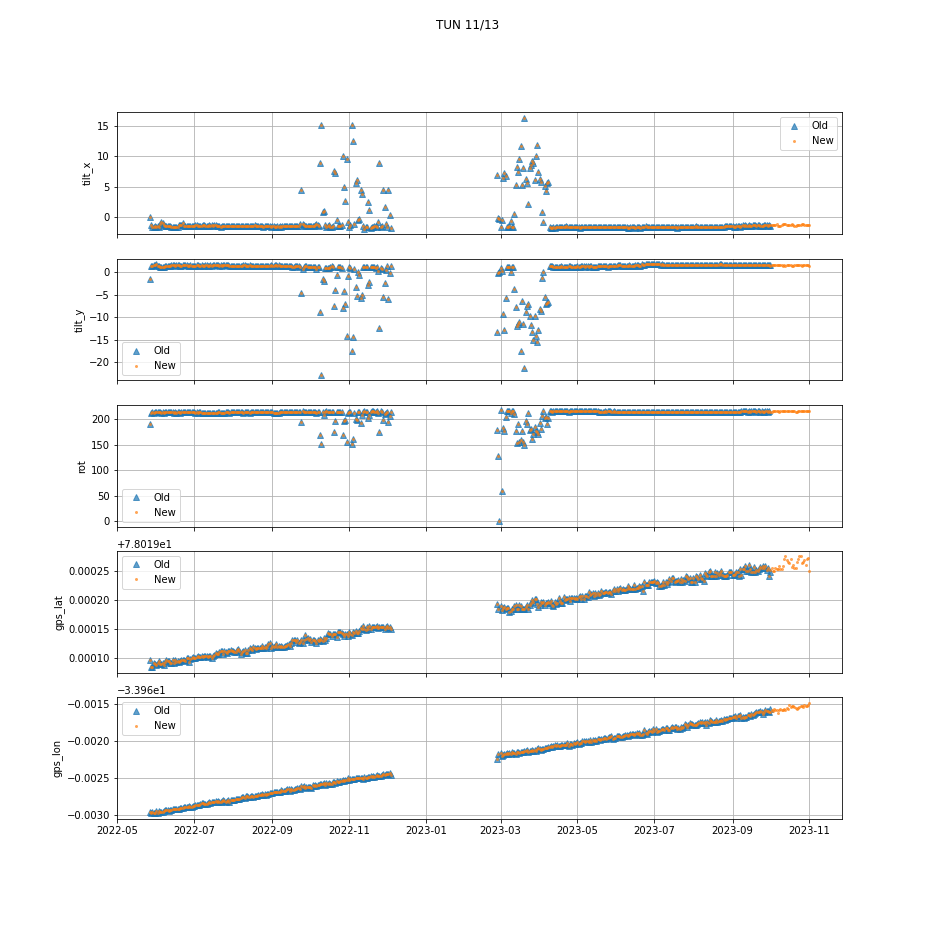 TUN 11/13
15
10
5
0
tilt_x
Old
New
0
−5
−10
−15
−20
tilt_y
Old
New
200
150
100
50
0
rot
Old
New
+7.8019e1
0.00025
0.00020
0.00015
0.00010
gps_lat
Old
New
−3.396e1
−0.0015
−0.0020
−0.0025
−0.0030
gps_lon
Old
New
2022-05 2022-07 2022-09 2022-11 2023-01 2023-03 2023-05 2023-07 2023-09 2023-11